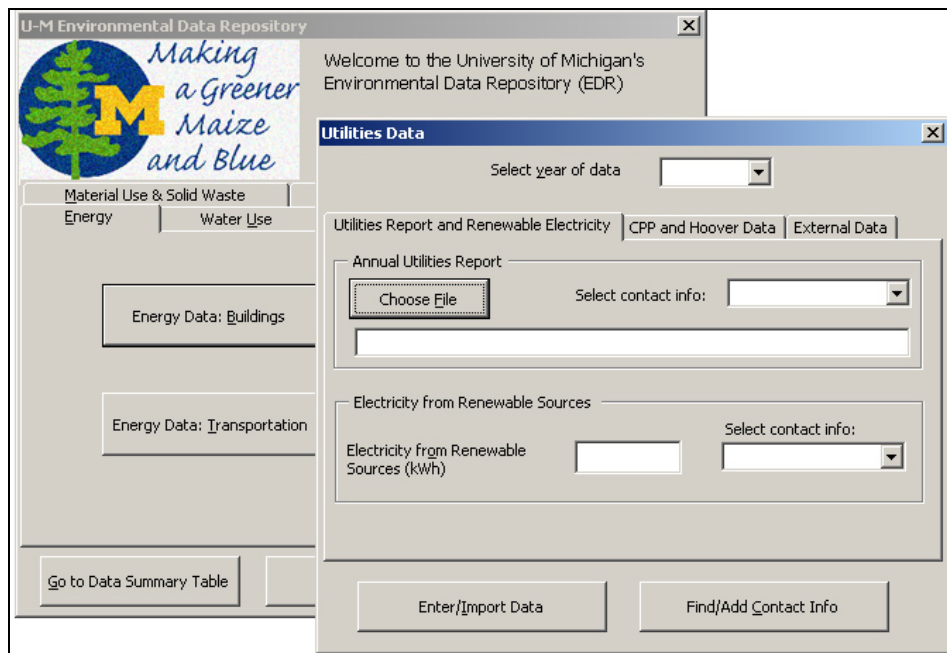 U-M Environmental Data Repository
Making
a Greener
Maize
and Blue
M
Welcome to the University of Michigan's
Environmental Data Repository (EDR)
Material Use & Solid Waste
Energy
Water Use
Energy Data: Buildings
Energy Data: Transportation
Go to Data Summary Table
Utilities Data
Select year of data
Utilities Report and Renewable Electricity
CPP and Hoover Data
External Data
Annual Utilities Report
Choose File
Select contact info:
Electricity from Renewable Sources
Select contact info:
Electricity from Renewable
Sources (kWh)
Enter/Import Data
Find/Add Contact Info